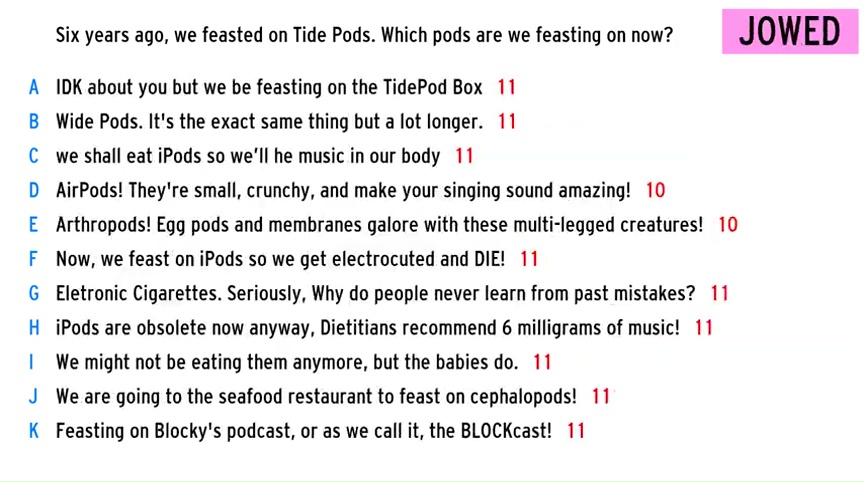 Six years ago, we feasted on Tide Pods. Which pods are we feasting on now?
JOWED
A IDK about you but we be feasting on the TidePod Box 11
B Wide Pods. It's the exact same thing but a lot longer. 11
C we shall eat iPods so we'll he music in our body 11
D AirPods! They're small, crunchy, and make your singing sound amazing! 10
E Arthropods! Egg pods and membranes galore with these multi-legged creatures! 10
F Now, we feast on iPods so we get electrocuted and DIE! 11
G Eletronic Cigarettes. Seriously, Why do people never learn from past mistakes? 11
H iPods are obsolete now anyway, Dietitians recommend 6 milligrams of music! 11
I We might not be eating them anymore, but the babies do. 11
J We are going to the seafood restaurant to feast on cephalopods! 11
K Feasting on Blocky's podcast, or as we call it, the BLOCKcast! 11